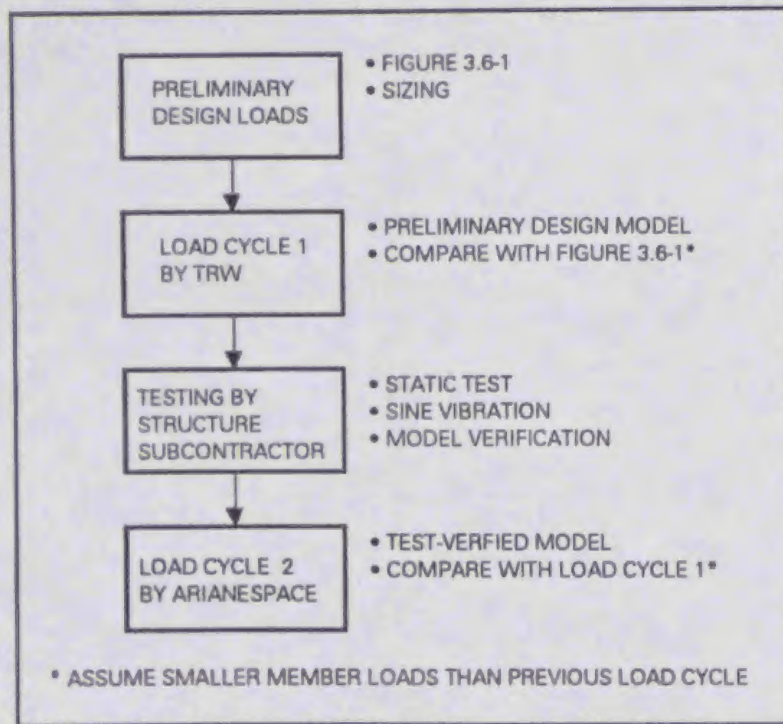 PRELIMINARY
DESIGN LOADS
• FIGURE 3.6-1
• SIZING
LOAD CYCLE 1
BY TRW
• PRELIMINARY DESIGN MODEL
• COMPARE WITH FIGURE 3.6-1*
TESTING BY
STRUCTURE
SUBCONTRACTOR
• STATIC TEST
• SINE VIBRATION
• MODEL VERIFICATION
LOAD CYCLE 2
BY ARIANESPACE
• TEST-VERFIED MODEL
• COMPARE WITH LOAD CYCLE 1*
* ASSUME SMALLER MEMBER LOADS THAN PREVIOUS LOAD CYCLE